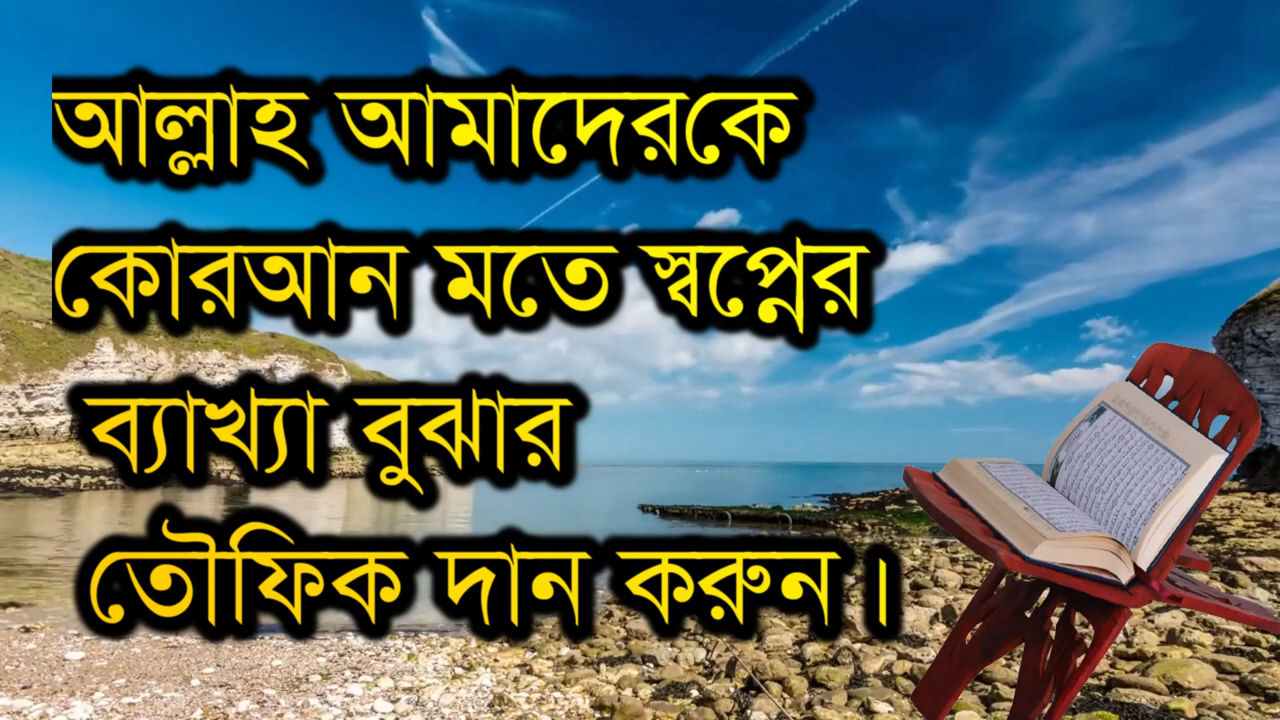 আল্লাহ আমাদেরকে
কোরআন মতে স্বপ্নের
ব্যাখ্যা বুঝার
তৌফিক দান করুন।